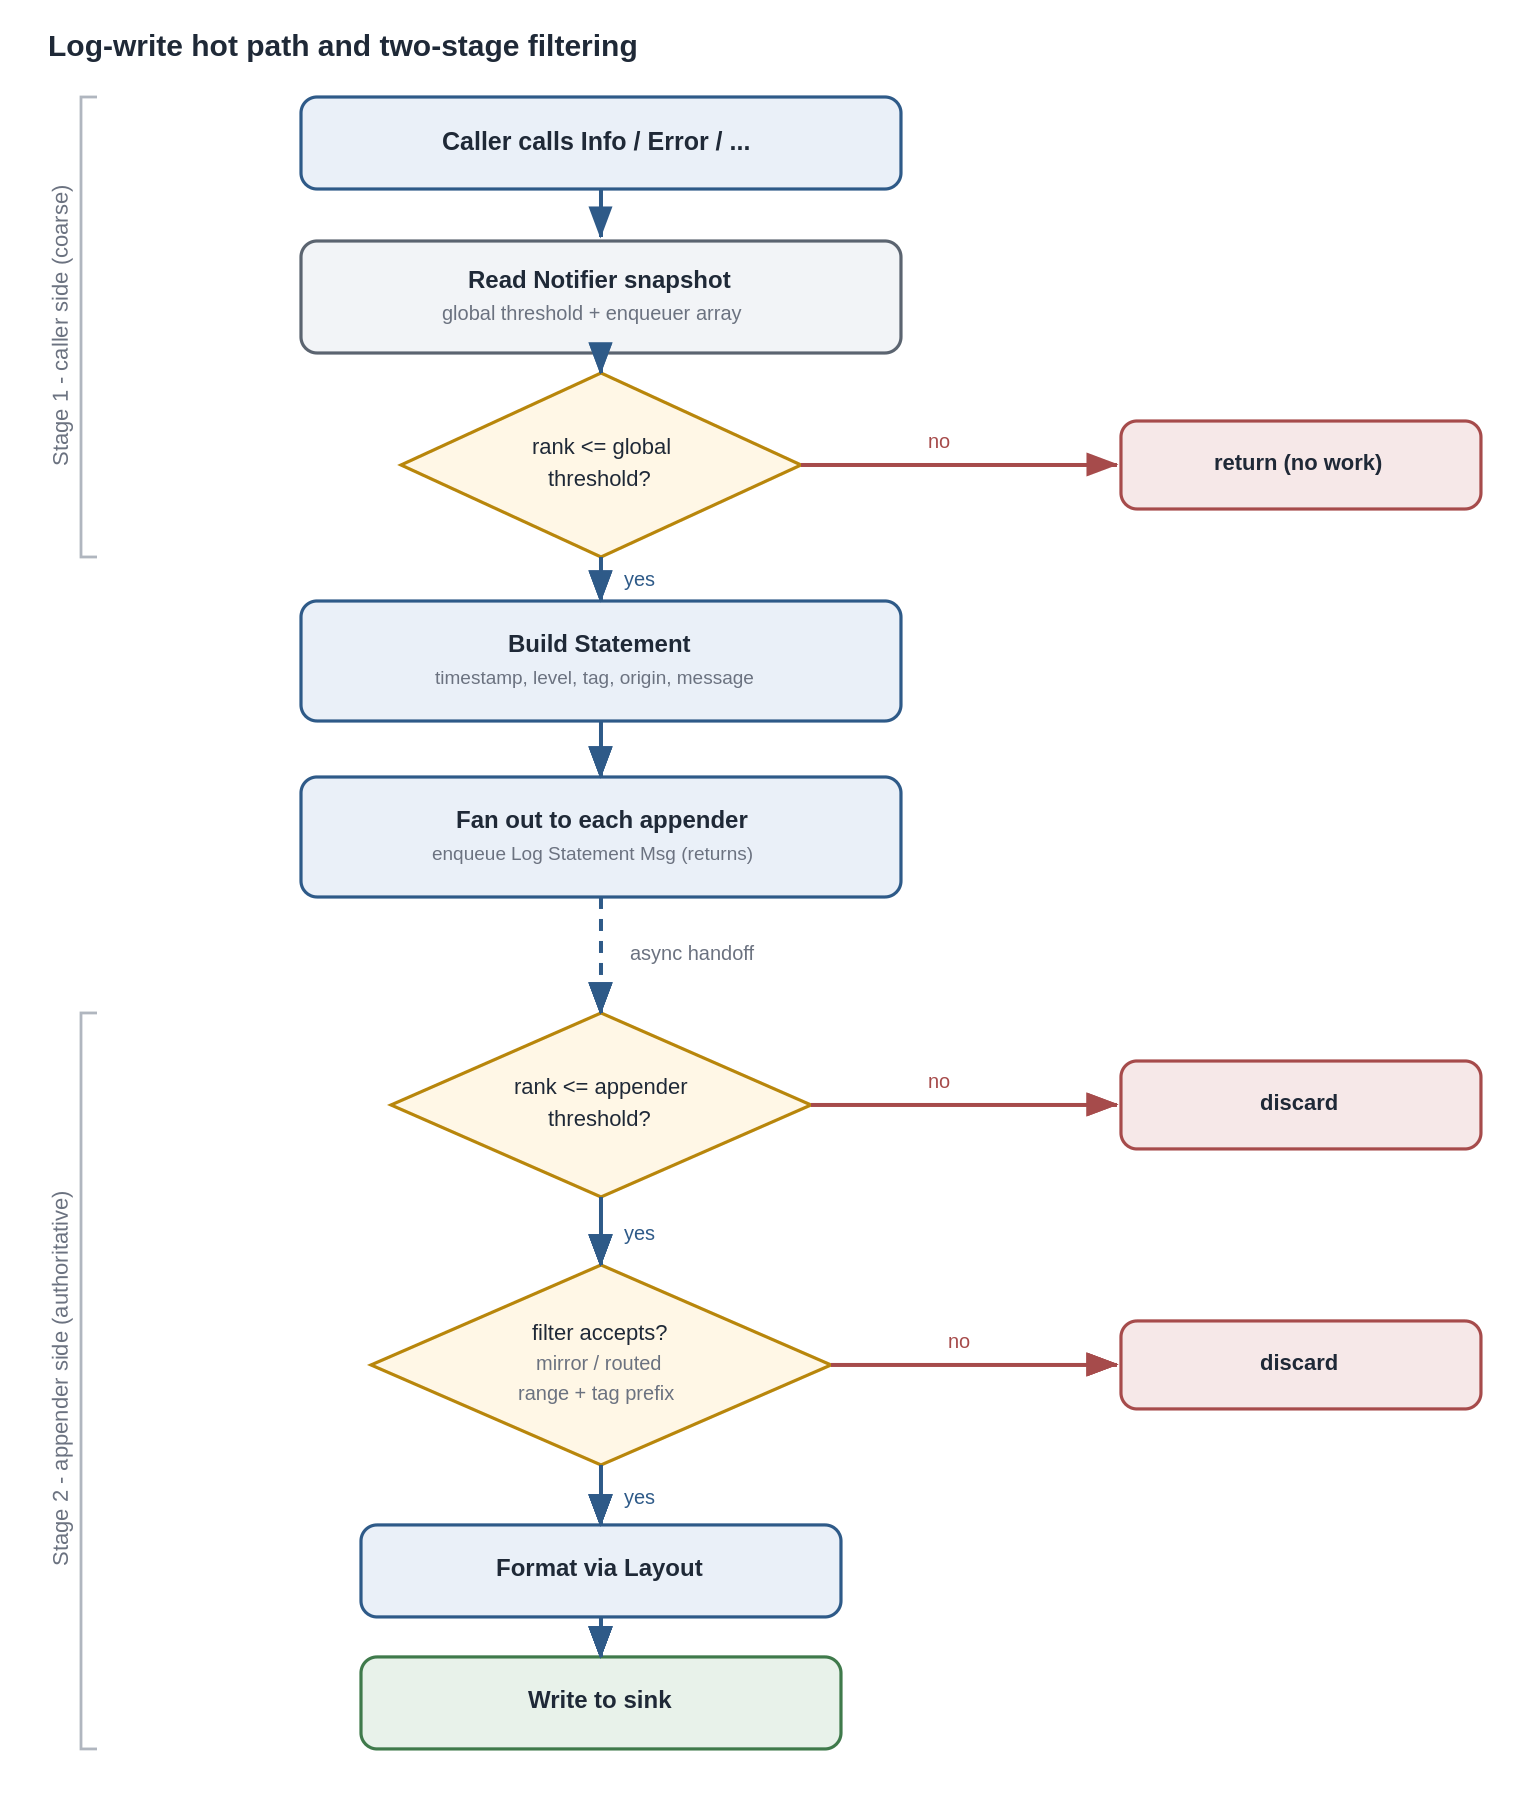 Log-write hot path and two-stage filtering
Stage 1 - caller side (coarse)
Caller calls Info / Error / ...
Read Notifier snapshot
global threshold + enqueuer array
rank <= global
threshold?
no
return (no work)
yes
Build Statement
timestamp, level, tag, origin, message
Fan out to each appender
enqueue Log Statement Msg (returns)
async handoff
Stage 2 - appender side (authoritative)
rank <= appender
threshold?
no
discard
yes
filter accepts?
mirror / routed
range + tag prefix
no
discard
yes
Format via Layout
Write to sink